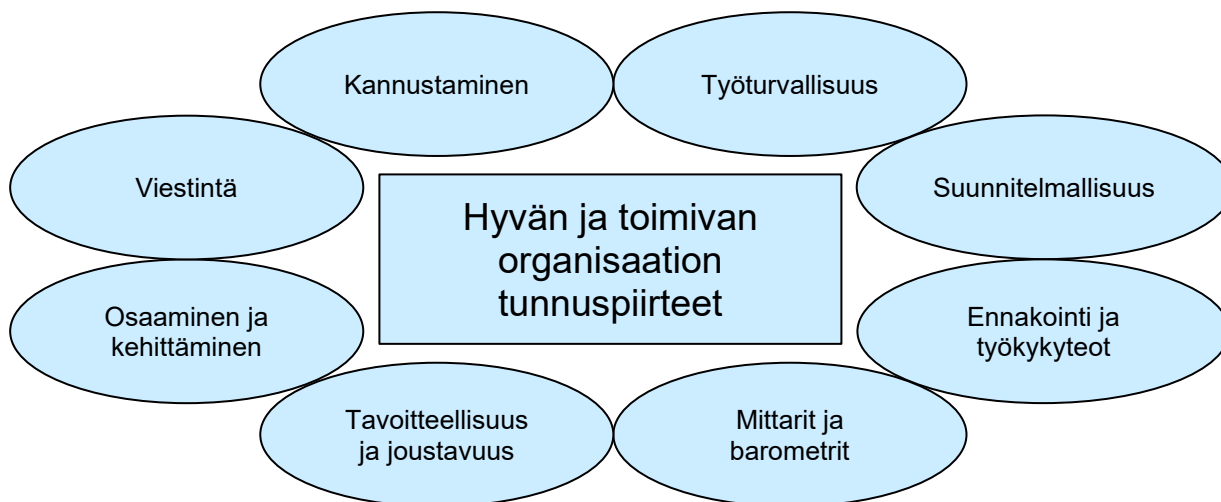 Kannustaminen
Työturvallisuus
Viestintä
Suunnitelmallisuus
Hyvän ja toimivan
organisaation
tunnuspiirteet
Osaaminen ja
kehittäminen
Ennakointi ja
työkykyteot
Tavoitteellisuus
ja joustavuus
Mittarit ja
barometrit